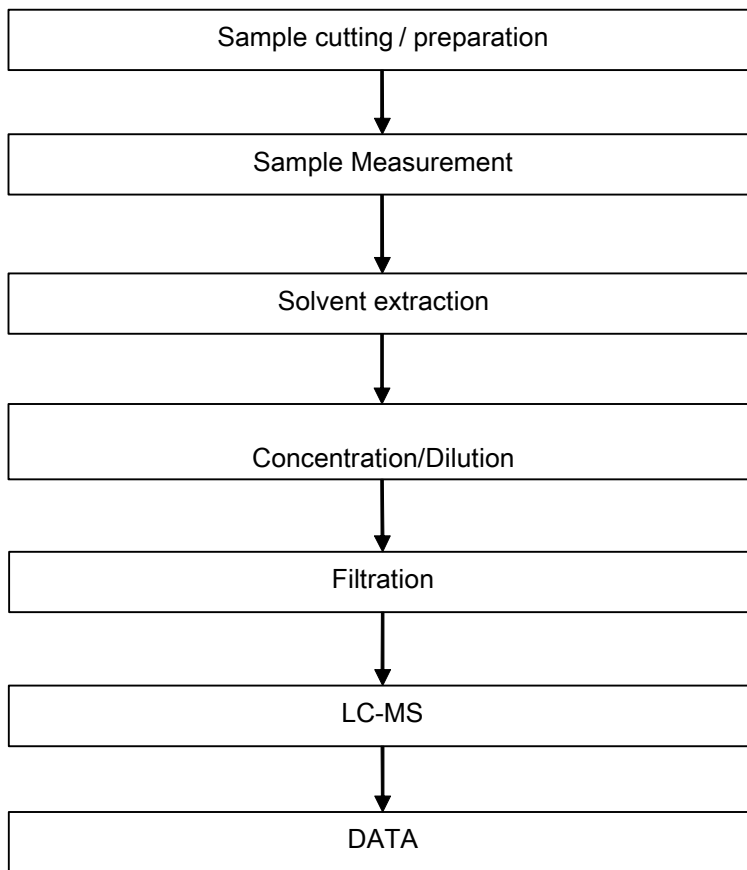 Sample cutting / preparation
Sample Measurement
Solvent extraction
Concentration/Dilution
Filtration
LC-MS
DATA